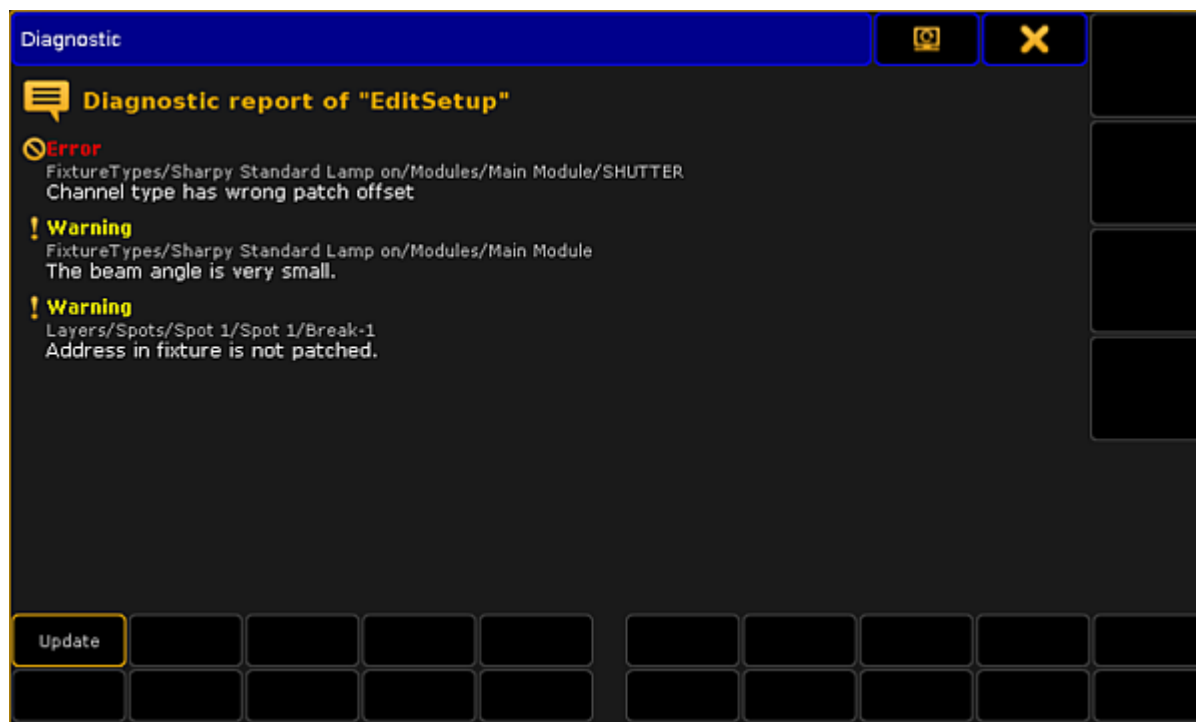 Diagnostic
Diagnostic report of "EditSetup"
Error
FixtureTypes/Sharpy Standard Lamp on/Modules/Main Module/SHUTTER
Channel type has wrong patch offset
! Warning
FixtureTypes/Sharpy Standard Lamp on/Modules/Main Module
The beam angle is very small.
! Warning
Layers/Spots/Spot 1/Spot 1/Break-1
Address in fixture is not patched.
Update